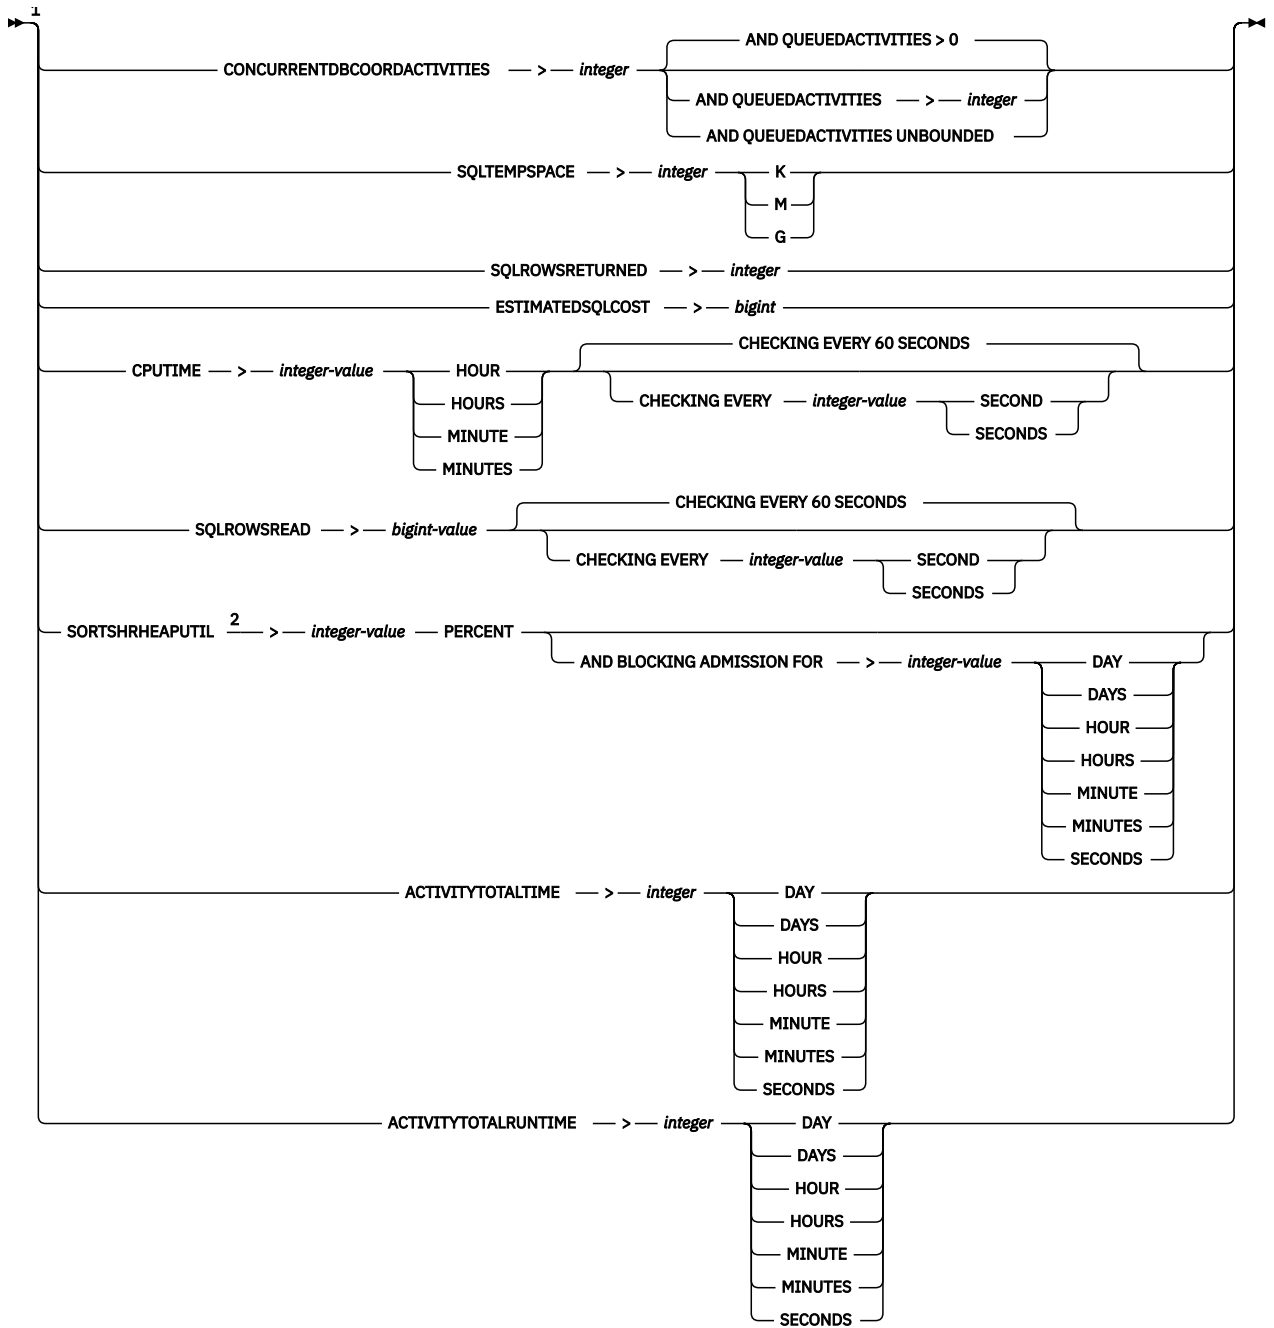 1
AND QUEUEDACTIVITIES > 0
CONCURRENTDBCOORDACTIVITIES > integer
AND QUEUEDACTIVITIES > integer
AND QUEUEDACTIVITIES UNBOUNDED
SQLTEMPSPACE > integer K
M
G
SQLROWSRETURNED > integer
ESTIMATEDSQLCOST > bigint
CHECKING EVERY 60 SECONDS
CPUTIME > integer-value HOUR
CHECKING EVERY integer-value SECOND
HOURS
SECONDS
MINUTE
MINUTES
CHECKING EVERY 60 SECONDS
SQLROWSREAD > bigint-value
CHECKING EVERY integer-value SECOND
SECONDS
SORTSHRHEAPUTIL 2 > integer-value PERCENT
AND BLOCKING ADMISSION FOR > integer-value DAY
DAYS
HOUR
HOURS
MINUTE
MINUTES
SECONDS
ACTIVITYTOTALTIME > integer DAY
DAYS
HOUR
HOURS
MINUTE
MINUTES
SECONDS
ACTIVITYTOTALRUNTIME > integer DAY
DAYS
HOUR
HOURS
MINUTE
MINUTES
SECONDS